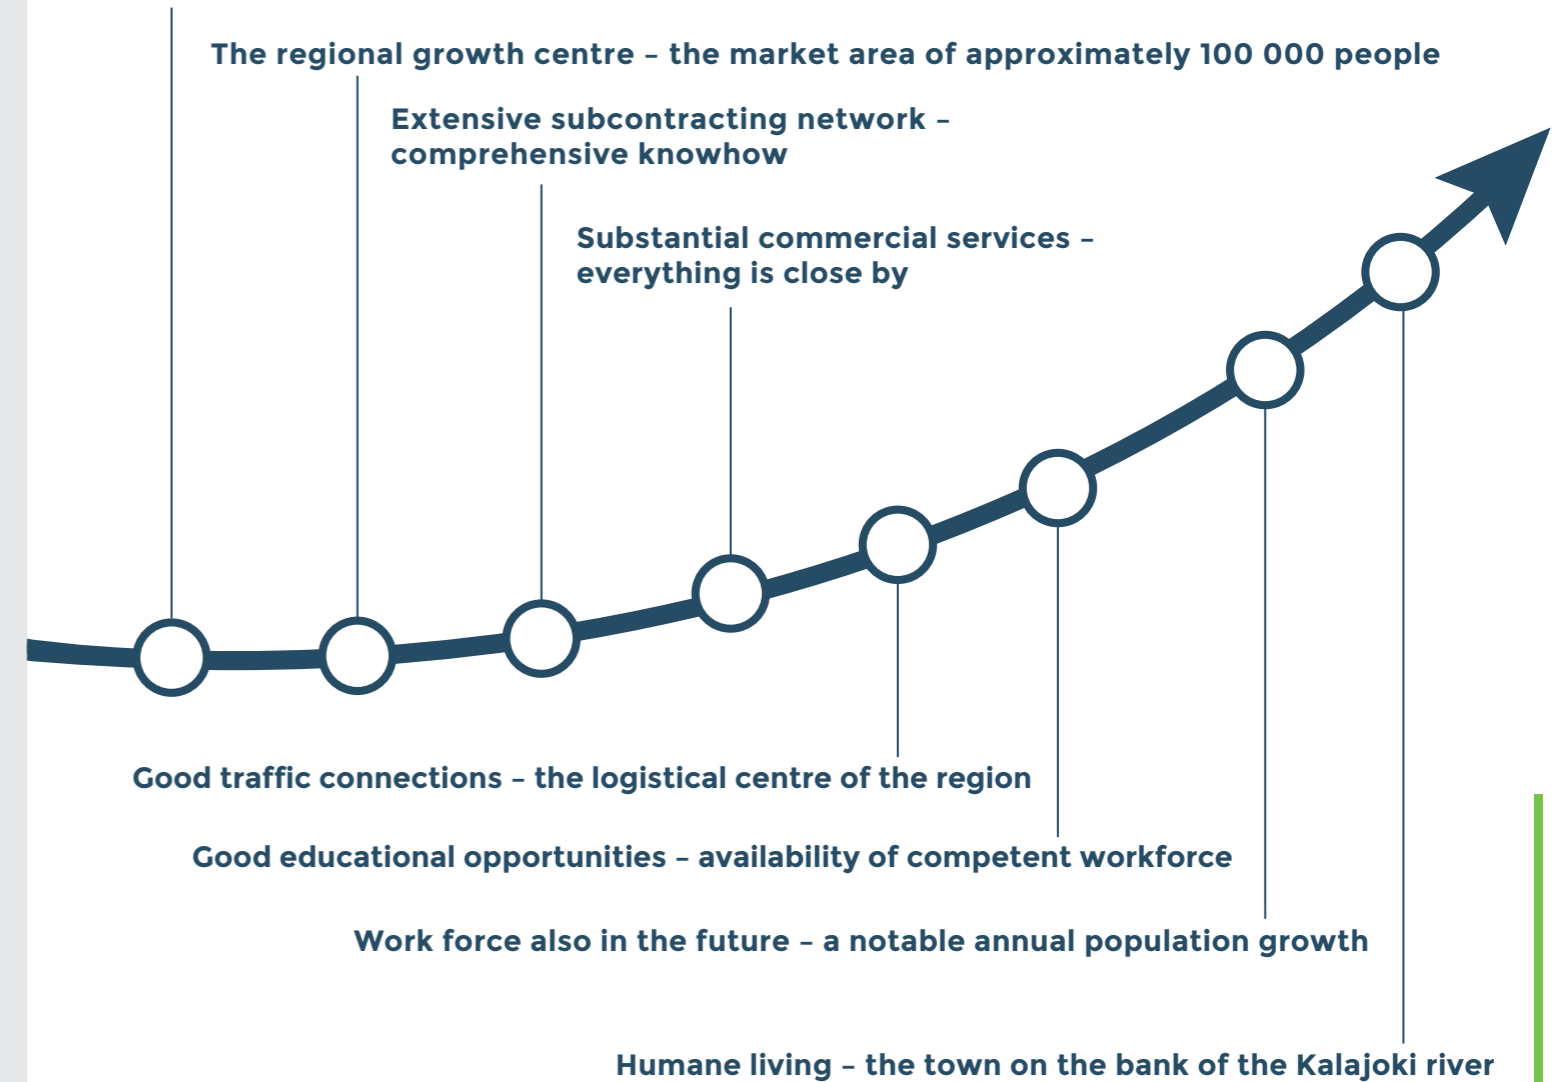 The regional growth centre – the market area of approximately 100 000 people
Extensive subcontracting network –
comprehensive knowhow
Substantial commercial services –
everything is close by
Good traffic connections – the logistical centre of the region
Good educational opportunities – availability of competent workforce
Work force also in the future – a notable annual population growth
Humane living – the town on the bank of the Kalajoki river